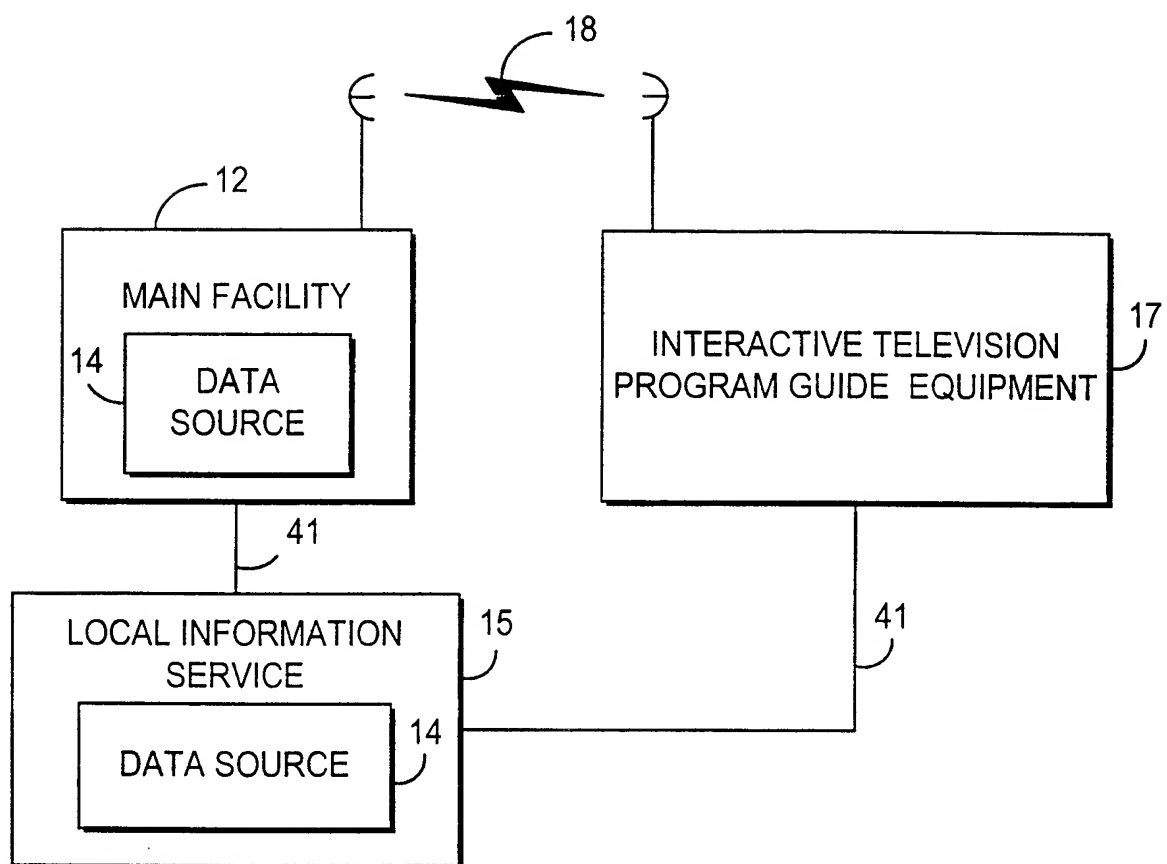 18
12
MAIN FACILITY
14
DATA
SOURCE
INTERACTIVE TELEVISION
PROGRAM GUIDE EQUIPMENT
17
41
LOCAL INFORMATION
SERVICE
15
41
DATA SOURCE
14